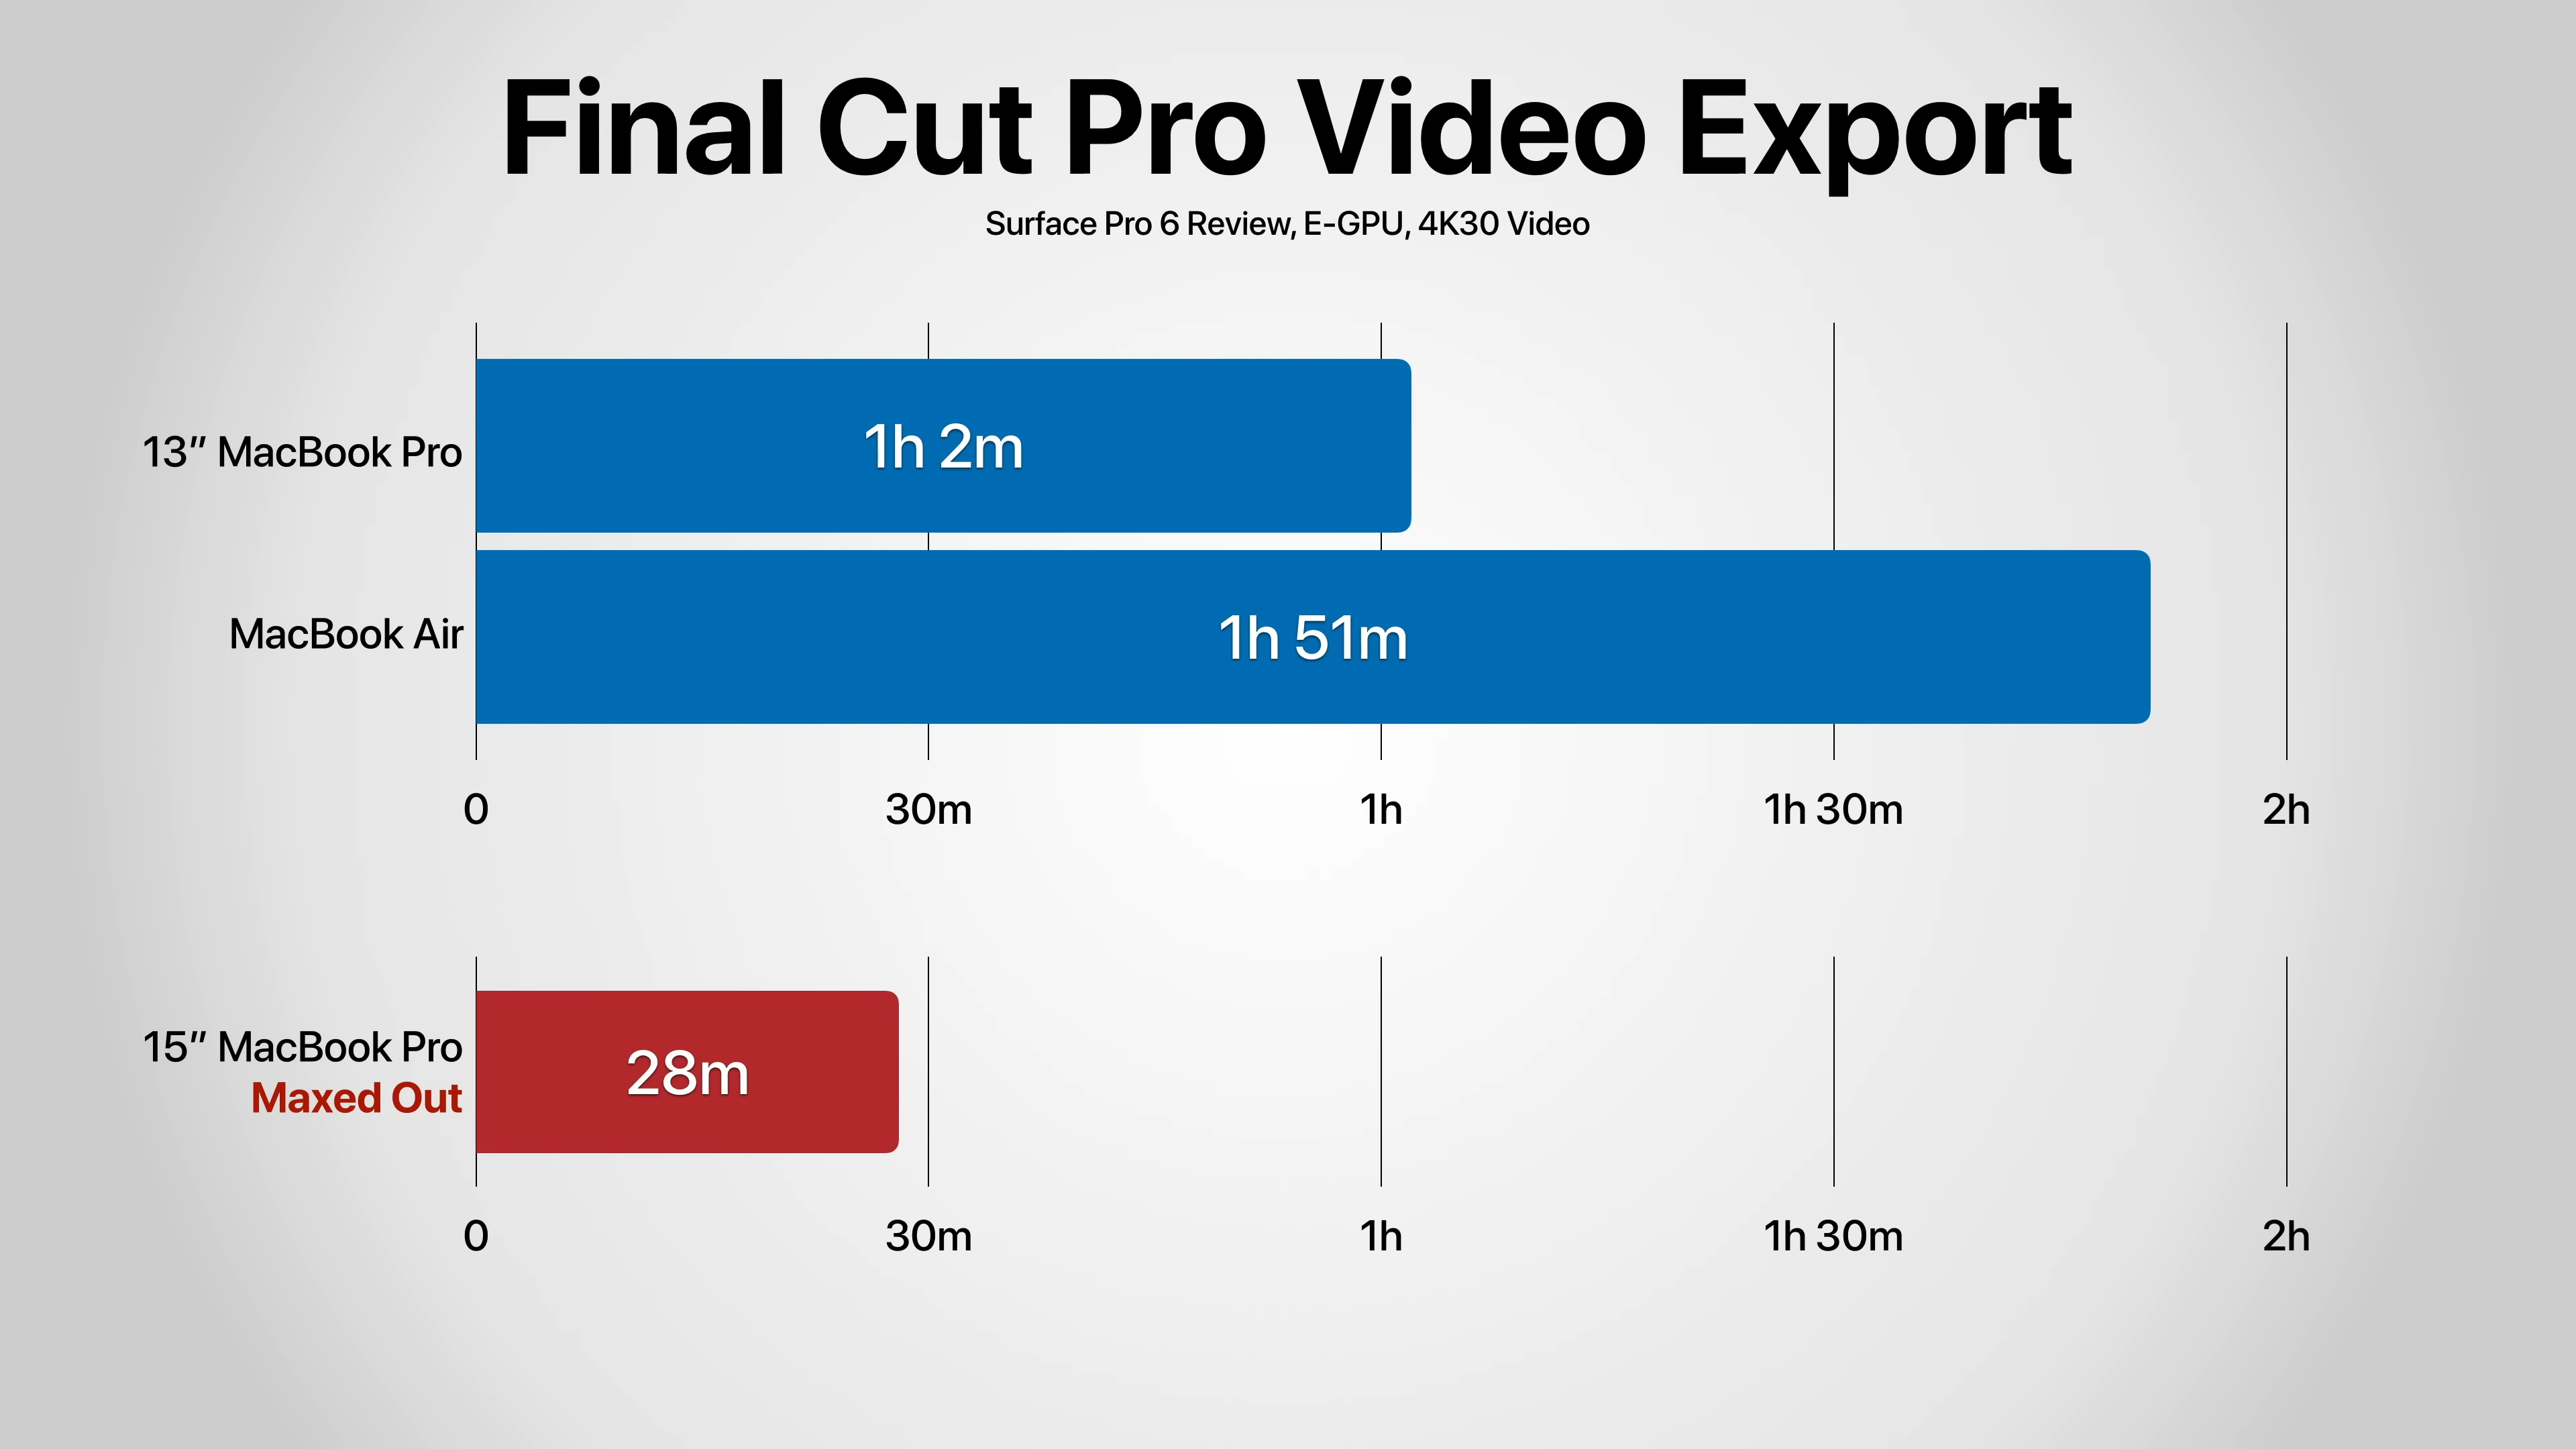 Final Cut Pro Video Export
Surface Pro 6 Review, E-GPU, 4K30 Video
13” MacBook Pro
1h 2m
MacBook Air
1h 51m
0 30m 1h 1h 30m 2h
15” MacBook Pro
Maxed Out
28m
0 30m 1h 1h 30m 2h